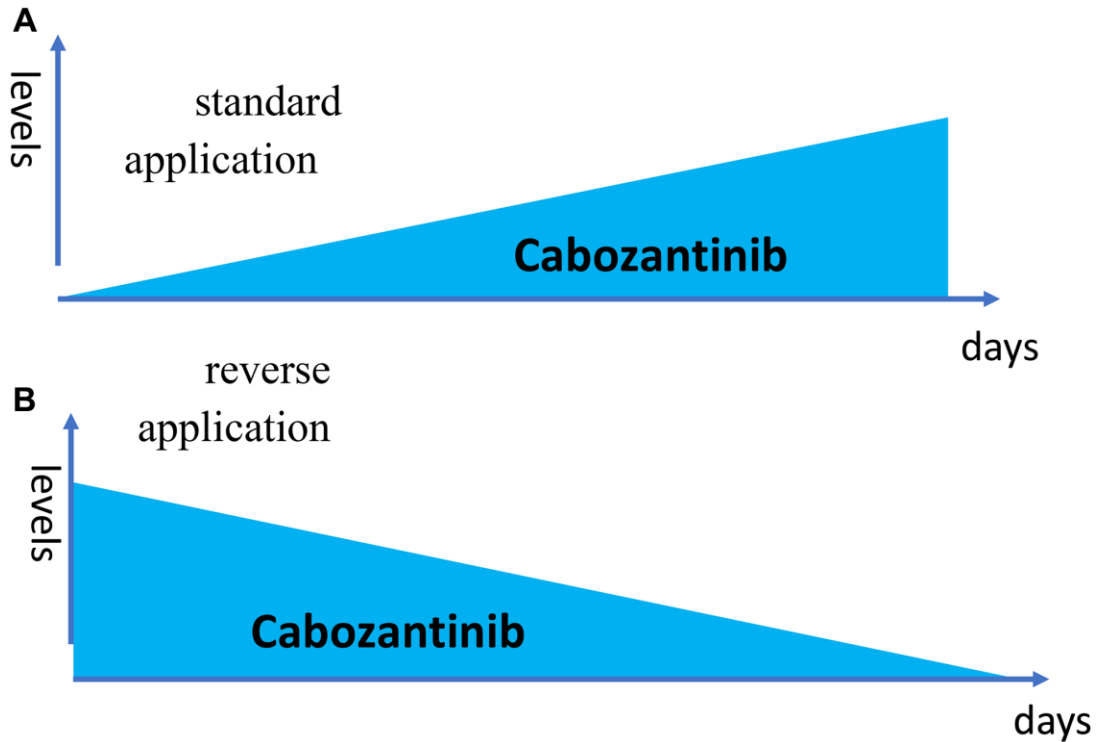 A
levels
standard
application
Cabozantinib
days
reverse
application
B
levels
Cabozantinib
days